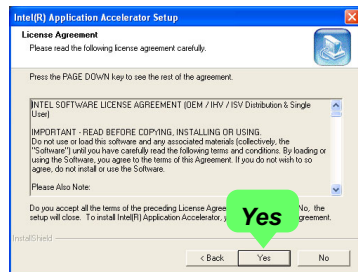 Intel(R) Application Accelerator Setup
License Agreement
Please read the following license agreement carefully.
Press the PAGE DOWN key to see the rest of the agreement.
INTEL SOFTWARE LICENSE AGREEMENT (OEM / IHV / ISV Distribution & Single
User)
IMPORTANT - READ BEFORE COPYING, INSTALLING OR USING.
Do not use or load this software and any associated materials (collectively, the
"Software") until you have carefully read the following terms and conditions. By loading or
using the Software, you agree to the terms of this Agreement. If you do not wish to so
agree, do not install or use the Software.
Please Also Note:
Do you accept all the terms of the preceding License Agre No, the
setup will close. To install Intel(R) Application Accelerator, greement.
Yes
InstallShield
< Back Yes No